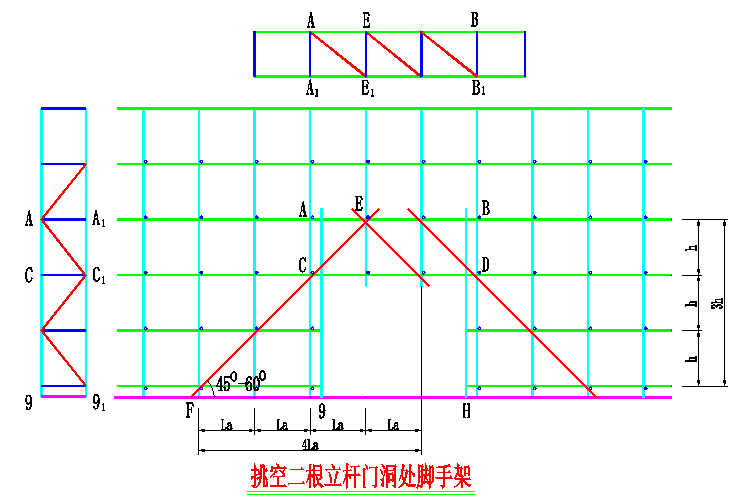 A E B
A1 E1 B1
E
A A1 A B
h
C C1 C D
h 3h
h
45°-60°
9 91 F 9 H
La La La La
4La
挑空二根立杆门洞处脚手架